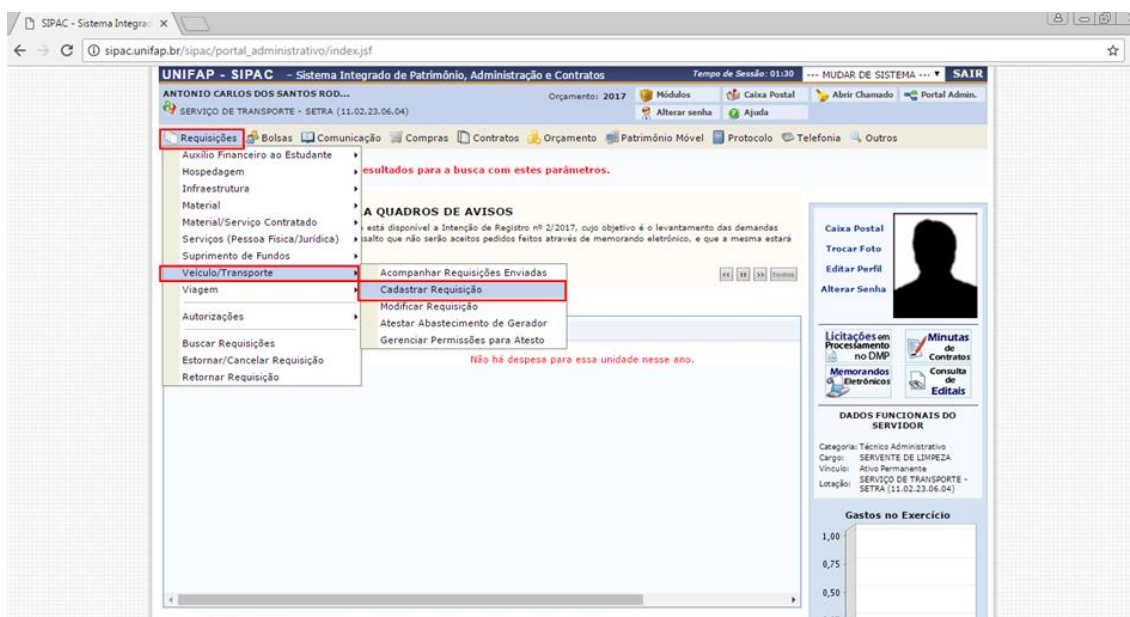 SIPAC - Sistema Integrad
sipac.unifap.br/sipac/portal_administrativo/index.jsf
UNIFAP - SIPAC - Sistema Integrado de Patrimônio, Administração e Contratos
Tempo de Sessão: 01:30
--- MUDAR DE SISTEMA ---
SAIR
ANTONIO CARLOS DOS SANTOS ROD...
Orçamento: 2017
Módulos
Caixa Postal
Abrir Chamado
Portal Admin.
SERVIÇO DE TRANSPORTE - SETRA (11.02.23.06.04)
Alterar senha
Ajuda
Requisições Bolsas Comunicação Compras Contratos Orçamento Patrimônio Móvel Protocolo Telefonia Outros
Auxílio Financeiro ao Estudante
Hospedagem
Infraestrutura
Material
Material/Serviço Contratado
Serviços (Pessoa Física/Jurídica)
Suprimento de Fundos
Veículo/Transporte
Viagem
Autorizações
Buscar Requisições
Estornar/Cancelar Requisição
Retornar Requisição
Acompanhar Requisições Enviadas
Cadastrar Requisição
Modificar Requisição
Atestar Abastecimento de Gerador
Gerenciar Permissões para Atesto
esultados para a busca com estes parâmetros.
A QUADROS DE AVISOS
está disponível a Intenção de Registro nº 2/2017, cujo objetivo é o levantamento das demandas
ssalto que não serão aceitos pedidos feitos através de memorando eletrônico, e que a mesma estará
Todos
Não há despesa para essa unidade nesse ano.
Caixa Postal
Trocar Foto
Editar Perfil
Alterar Senha
Licitações em Processamento no DMP
Minutas de Contratos
Memorandos Eletrônicos
Consulta de Editais
DADOS FUNCIONAIS DO
SERVIDOR
Categoria: Técnico Administrativo
Cargo: SERVENTE DE LIMPEZA
Vínculo: Ativo Permanente
Lotação: SERVIÇO DE TRANSPORTE -
SETRA (11.02.23.06.04)
Gastos no Exercício
1,00
0,75
0,50